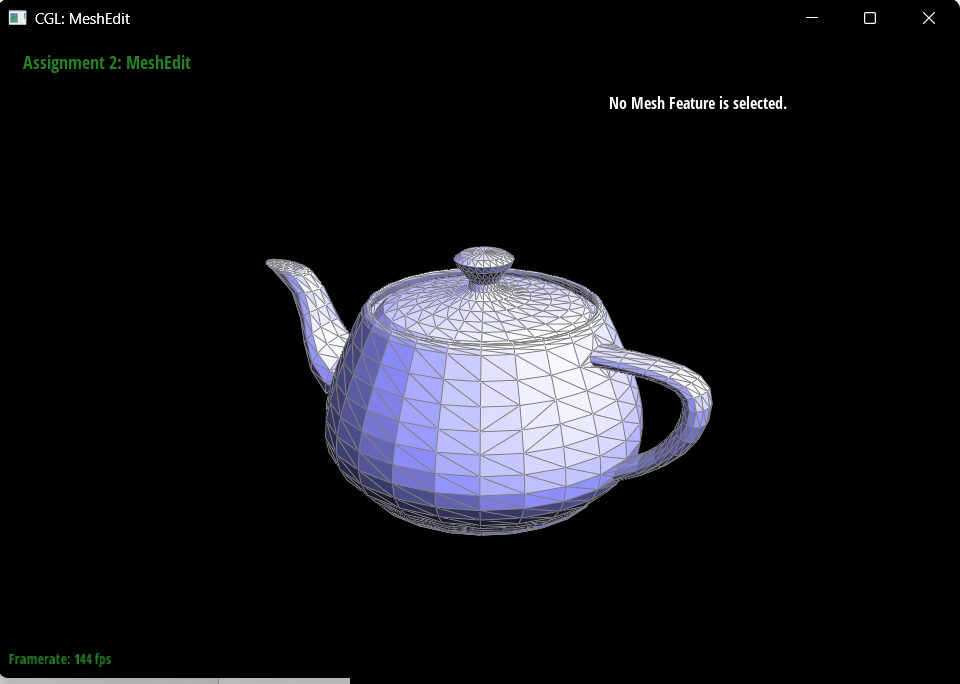 CGL: MeshEdit
Assignment 2: MeshEdit
No Mesh Feature is selected.
Framerate: 144 fps